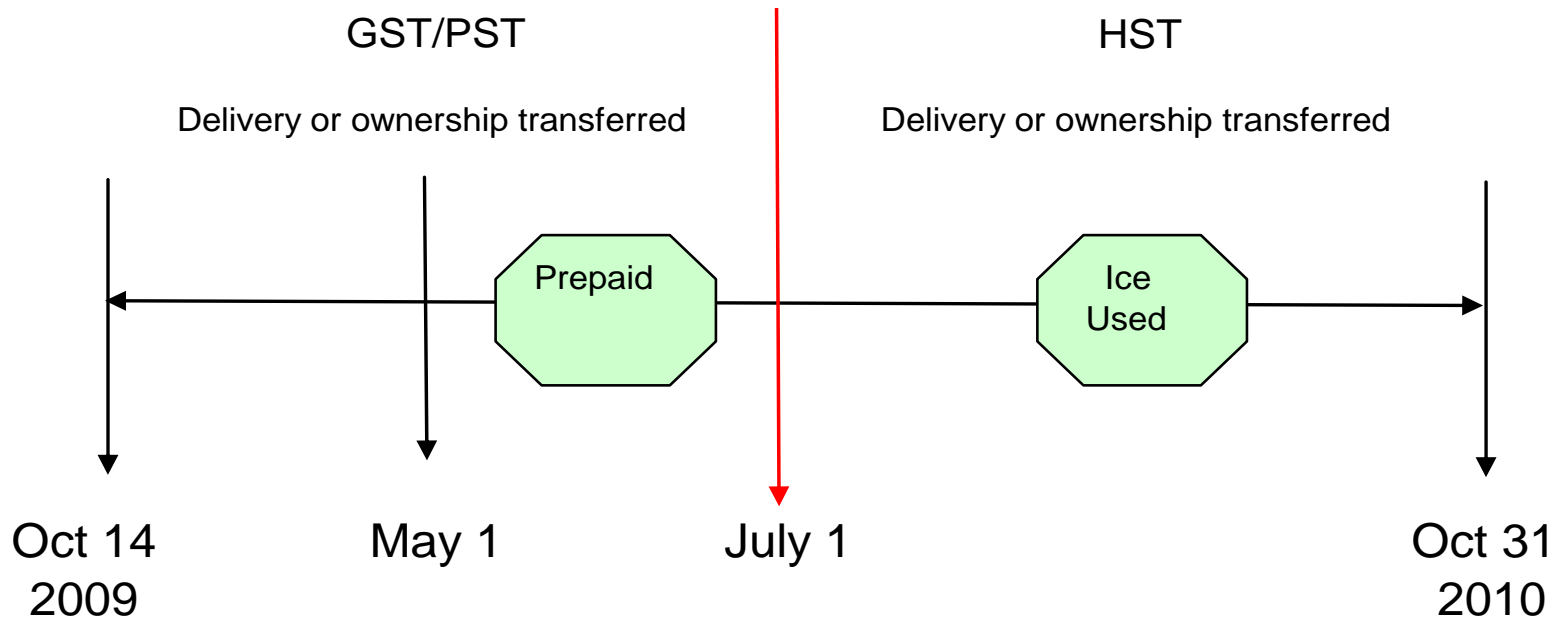 GST/PST
HST
Delivery or ownership transferred
Delivery or ownership transferred
Prepaid
Ice
Used
Oct 14
2009
May 1
July 1
Oct 31
2010